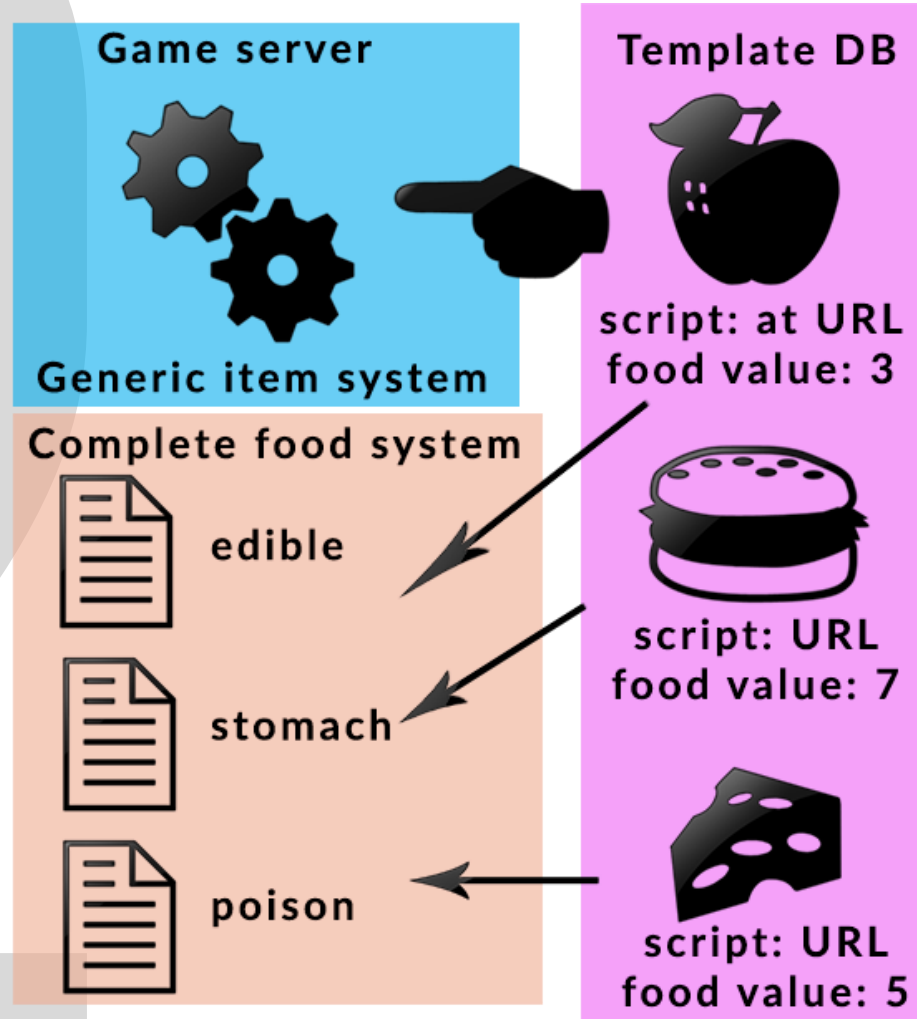 Game server
Generic item system
Complete food system
edible
stomach
poison
Template DB
script: at URL
food value: 3
script: URL
food value: 7
script: URL
food value: 5